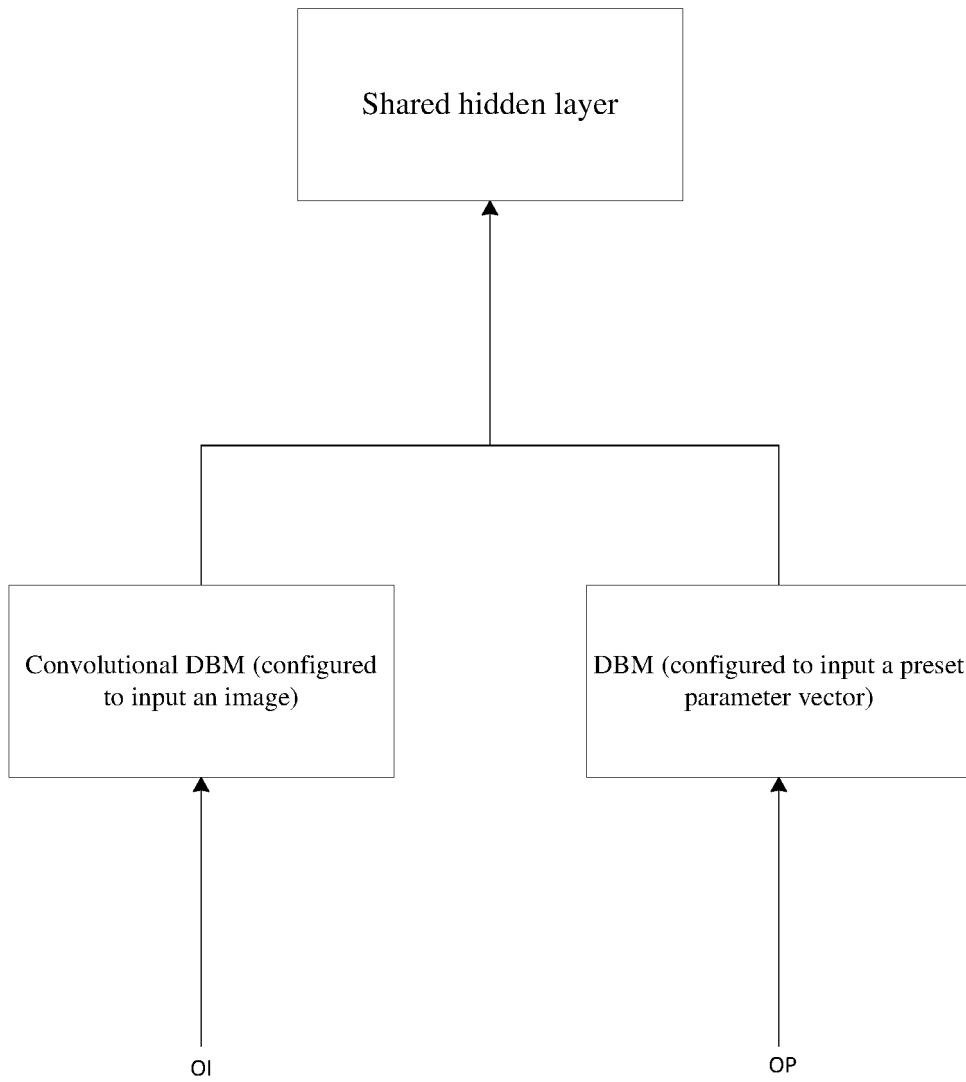 Shared hidden layer
Convolutional DBM (configured
to input an image)
DBM (configured to input a preset
parameter vector)
OI
OP